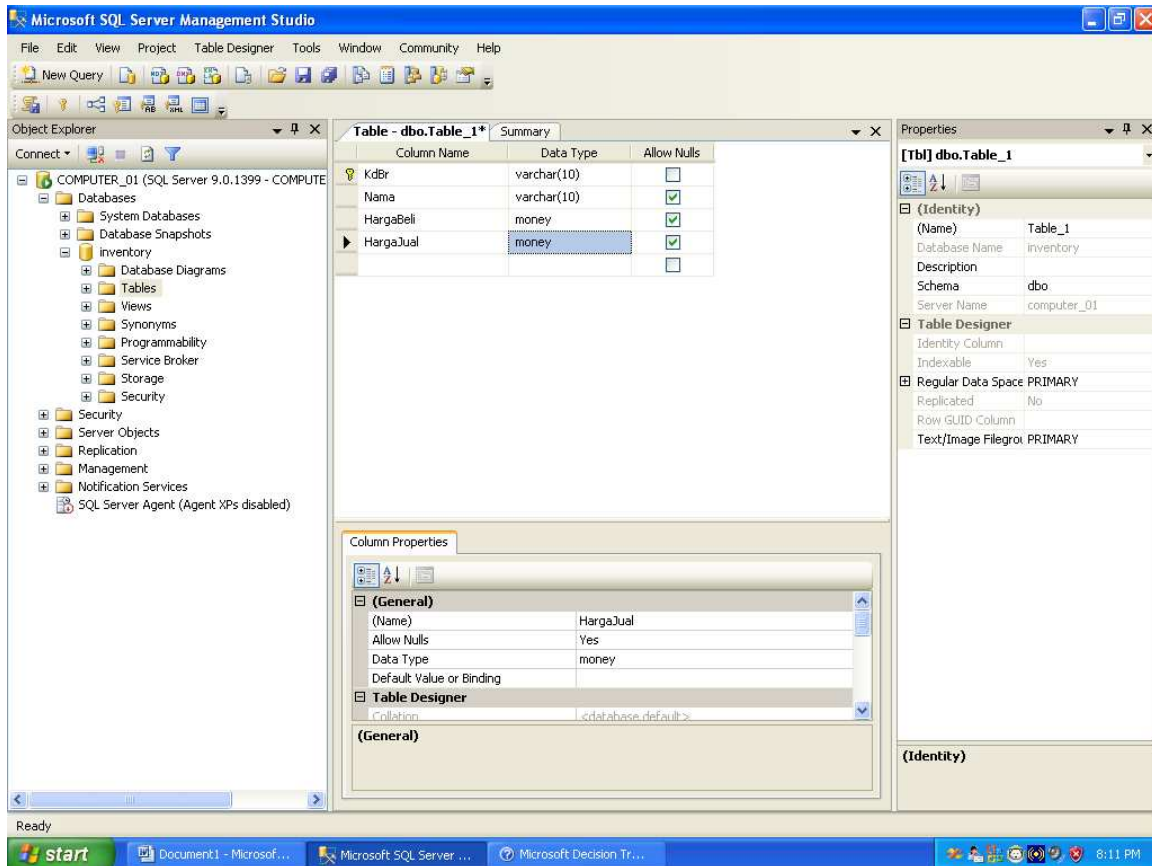 Microsoft SQL Server Management Studio
File Edit View Project Table Designer Tools Window Community Help
New Query
Object Explorer
Connect
COMPUTER_01 (SQL Server 9.0.1399 - COMPUTE
Databases
System Databases
Database Snapshots
inventory
Database Diagrams
Tables
Views
Synonyms
Programmability
Service Broker
Storage
Security
Security
Server Objects
Replication
Management
Notification Services
SQL Server Agent (Agent XPs disabled)
Table - dbo.Table_1* Summary
Column Name Data Type Allow Nulls
KdBr varchar(10)
Nama varchar(10)
HargaBeli money
HargaJual money
Column Properties
(General)
(Name) HargaJual
Allow Nulls Yes
Data Type money
Default Value or Binding
Table Designer
Collation <database default>
(General)
Properties
[Tbl] dbo.Table_1
(Identity)
(Name) Table_1
Database Name inventory
Description
Schema dbo
Server Name computer_01
Table Designer
Identity Column
Indexable Yes
Regular Data Space PRIMARY
Replicated No
Row GUID Column
Text/Image Filegrou PRIMARY
(Identity)
Ready
start Document1 - Microsof... Microsoft SQL Server ... Microsoft Decision Tr... 8:11 PM